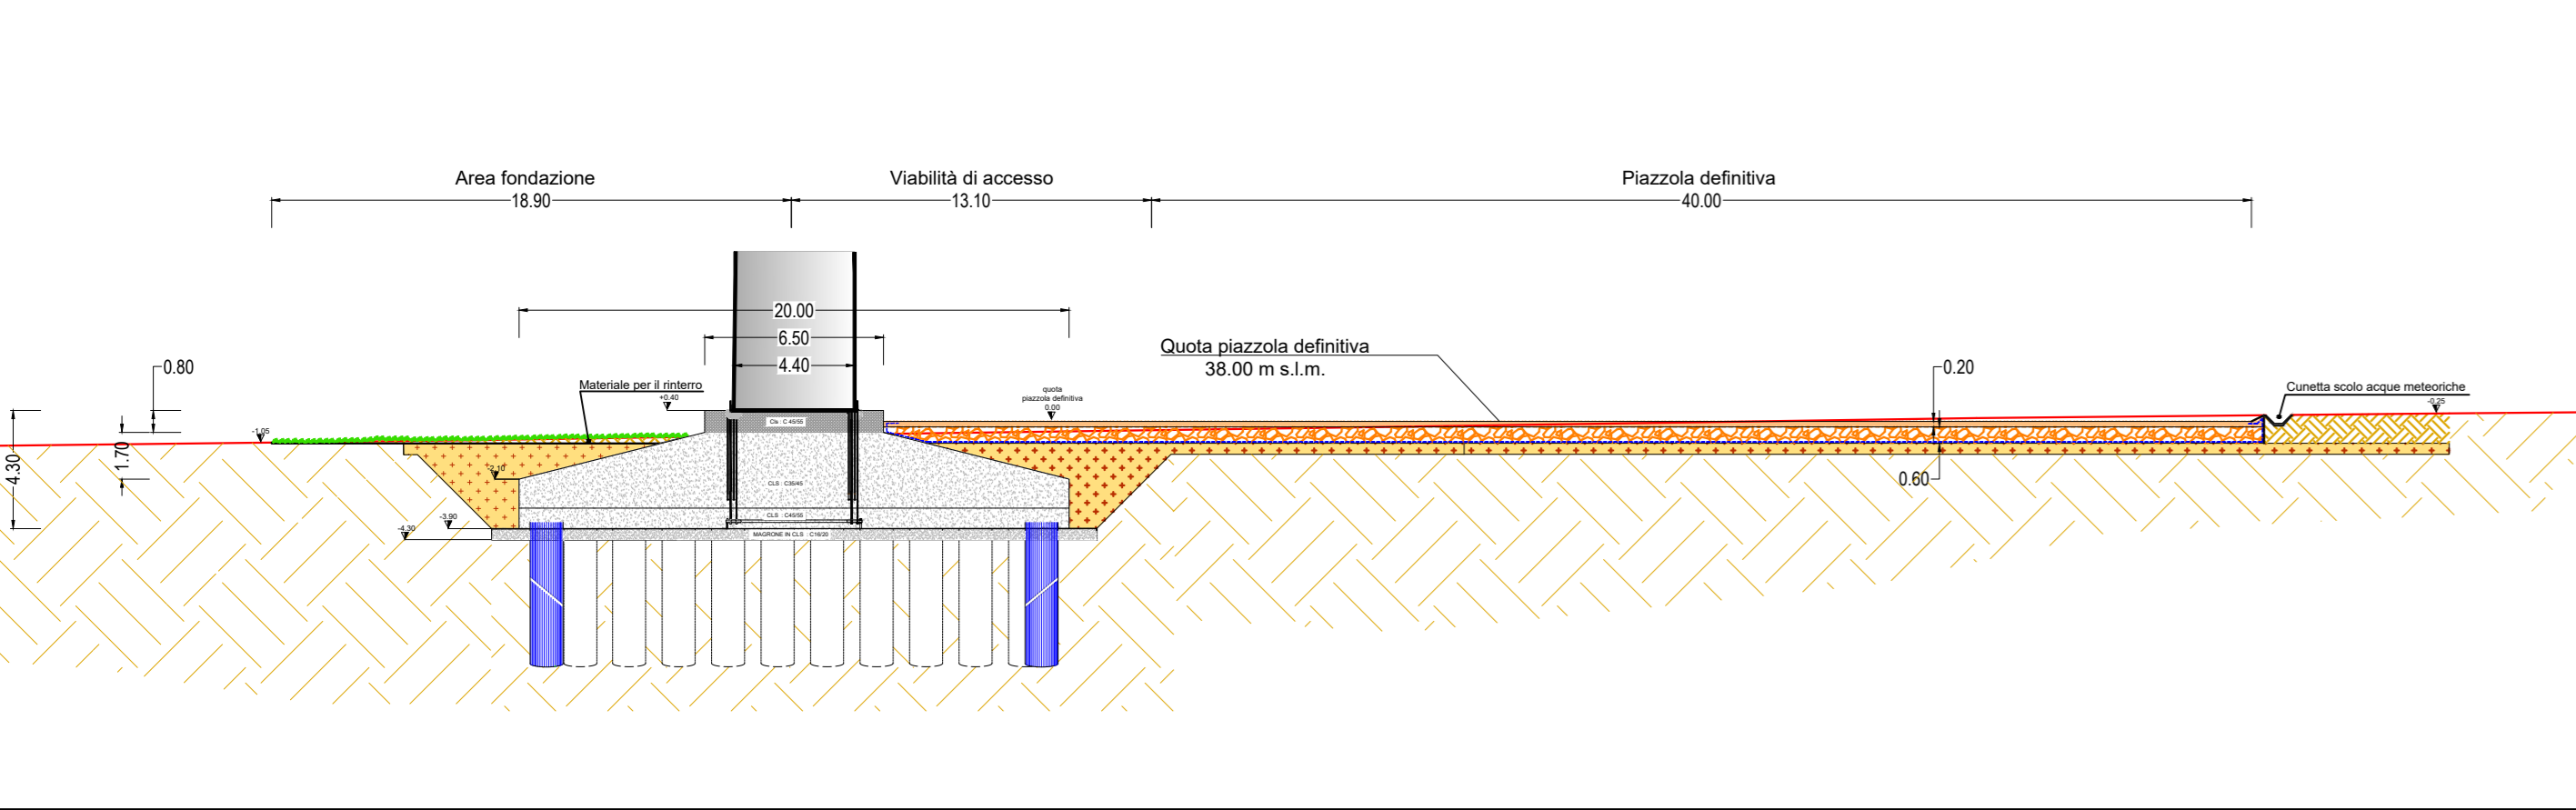 Area fondazione
18.90
Viabilità di accesso
13.10
Piazzola definitiva
40.00
20.00
6.50
4.40
0.80
Materiale per il rinterro
+0.40
Quota piazzola definitiva
38.00 m s.l.m.
quota
piazzola definitiva
0.00
0.20
Cunetta scolo acque meteoriche
-0.25
-1.05
Cls : C 45/55
1.70
4.30
-2.10
CLS : C35/45
0.60
-3.90
-4.30
CLS : C45/55
MAGRONE IN CLS : C16/20